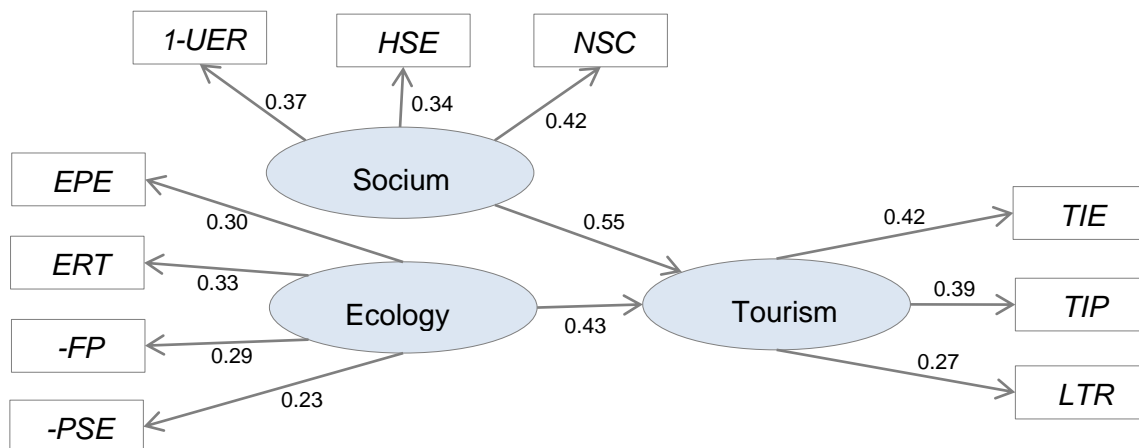 1-UER
HSE
NSC
0.37
0.34
0.42
Socium
EPE
0.30
0.55
ERT
0.33
Ecology
0.43
-FP
0.29
-PSE
0.23
Tourism
0.42
TIE
0.39
TIP
0.27
LTR